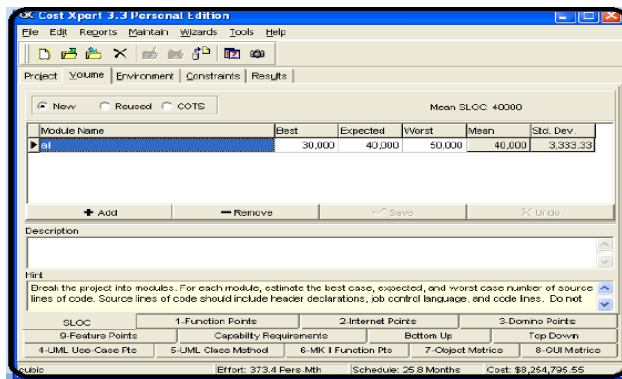 Cost Xpert 3.3 Personal Edition
File Edit Reports Maintain Wizards Tools Help
Project Volume Environment Constraints Results
New Reused COTS Mean SLOC: 40000
Module Name Best Expected Worst Mean Std. Dev.
all 30,000 40,000 50,000 40,000 3,333.33
Add Remove Save Undo
Description
Hint
Break the project into modules. For each module, estimate the best case, expected, and worst case number of source
lines of code. Source lines of code should include header declarations, job control language, and code lines. Do not
SLOC 1-Function Points 2-Internet Points 3-Domino Points
9-Feature Points Capability Requirements Bottom Up Top Down
4-UML Use-Case Pts 5-UML Class Method 6-MK II Function Pts 7-Object Metrics 8-GUI Metrics
cubic Effort: 373.4 Pers-Mth Schedule: 25.8 Months Cost: $8,254,795.55